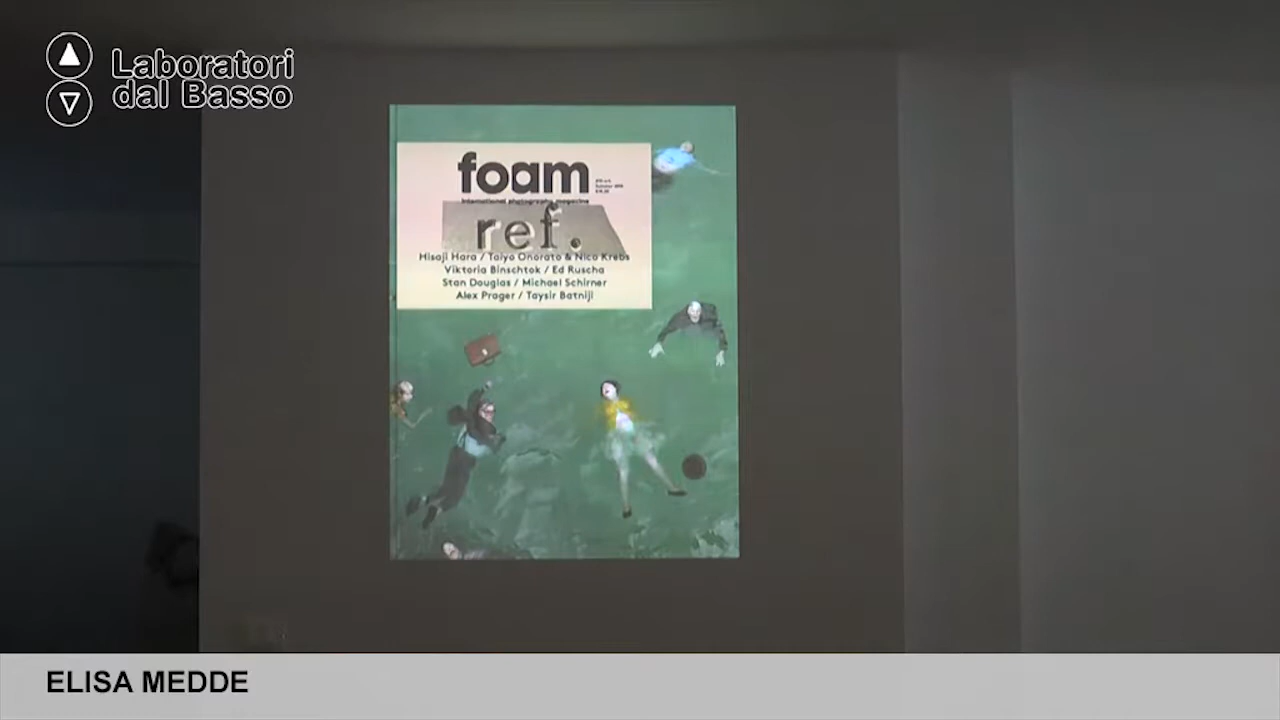 Laboratori
dal Basso
foam
international photography magazine
ref.
Hisaji Hara / Taiyo Onorato & Nico Krebs
Viktoria Binschtok / Ed Ruscha
Stan Douglas / Michael Schirner
Alex Prager / Taysir Batniji
ELISA MEDDE